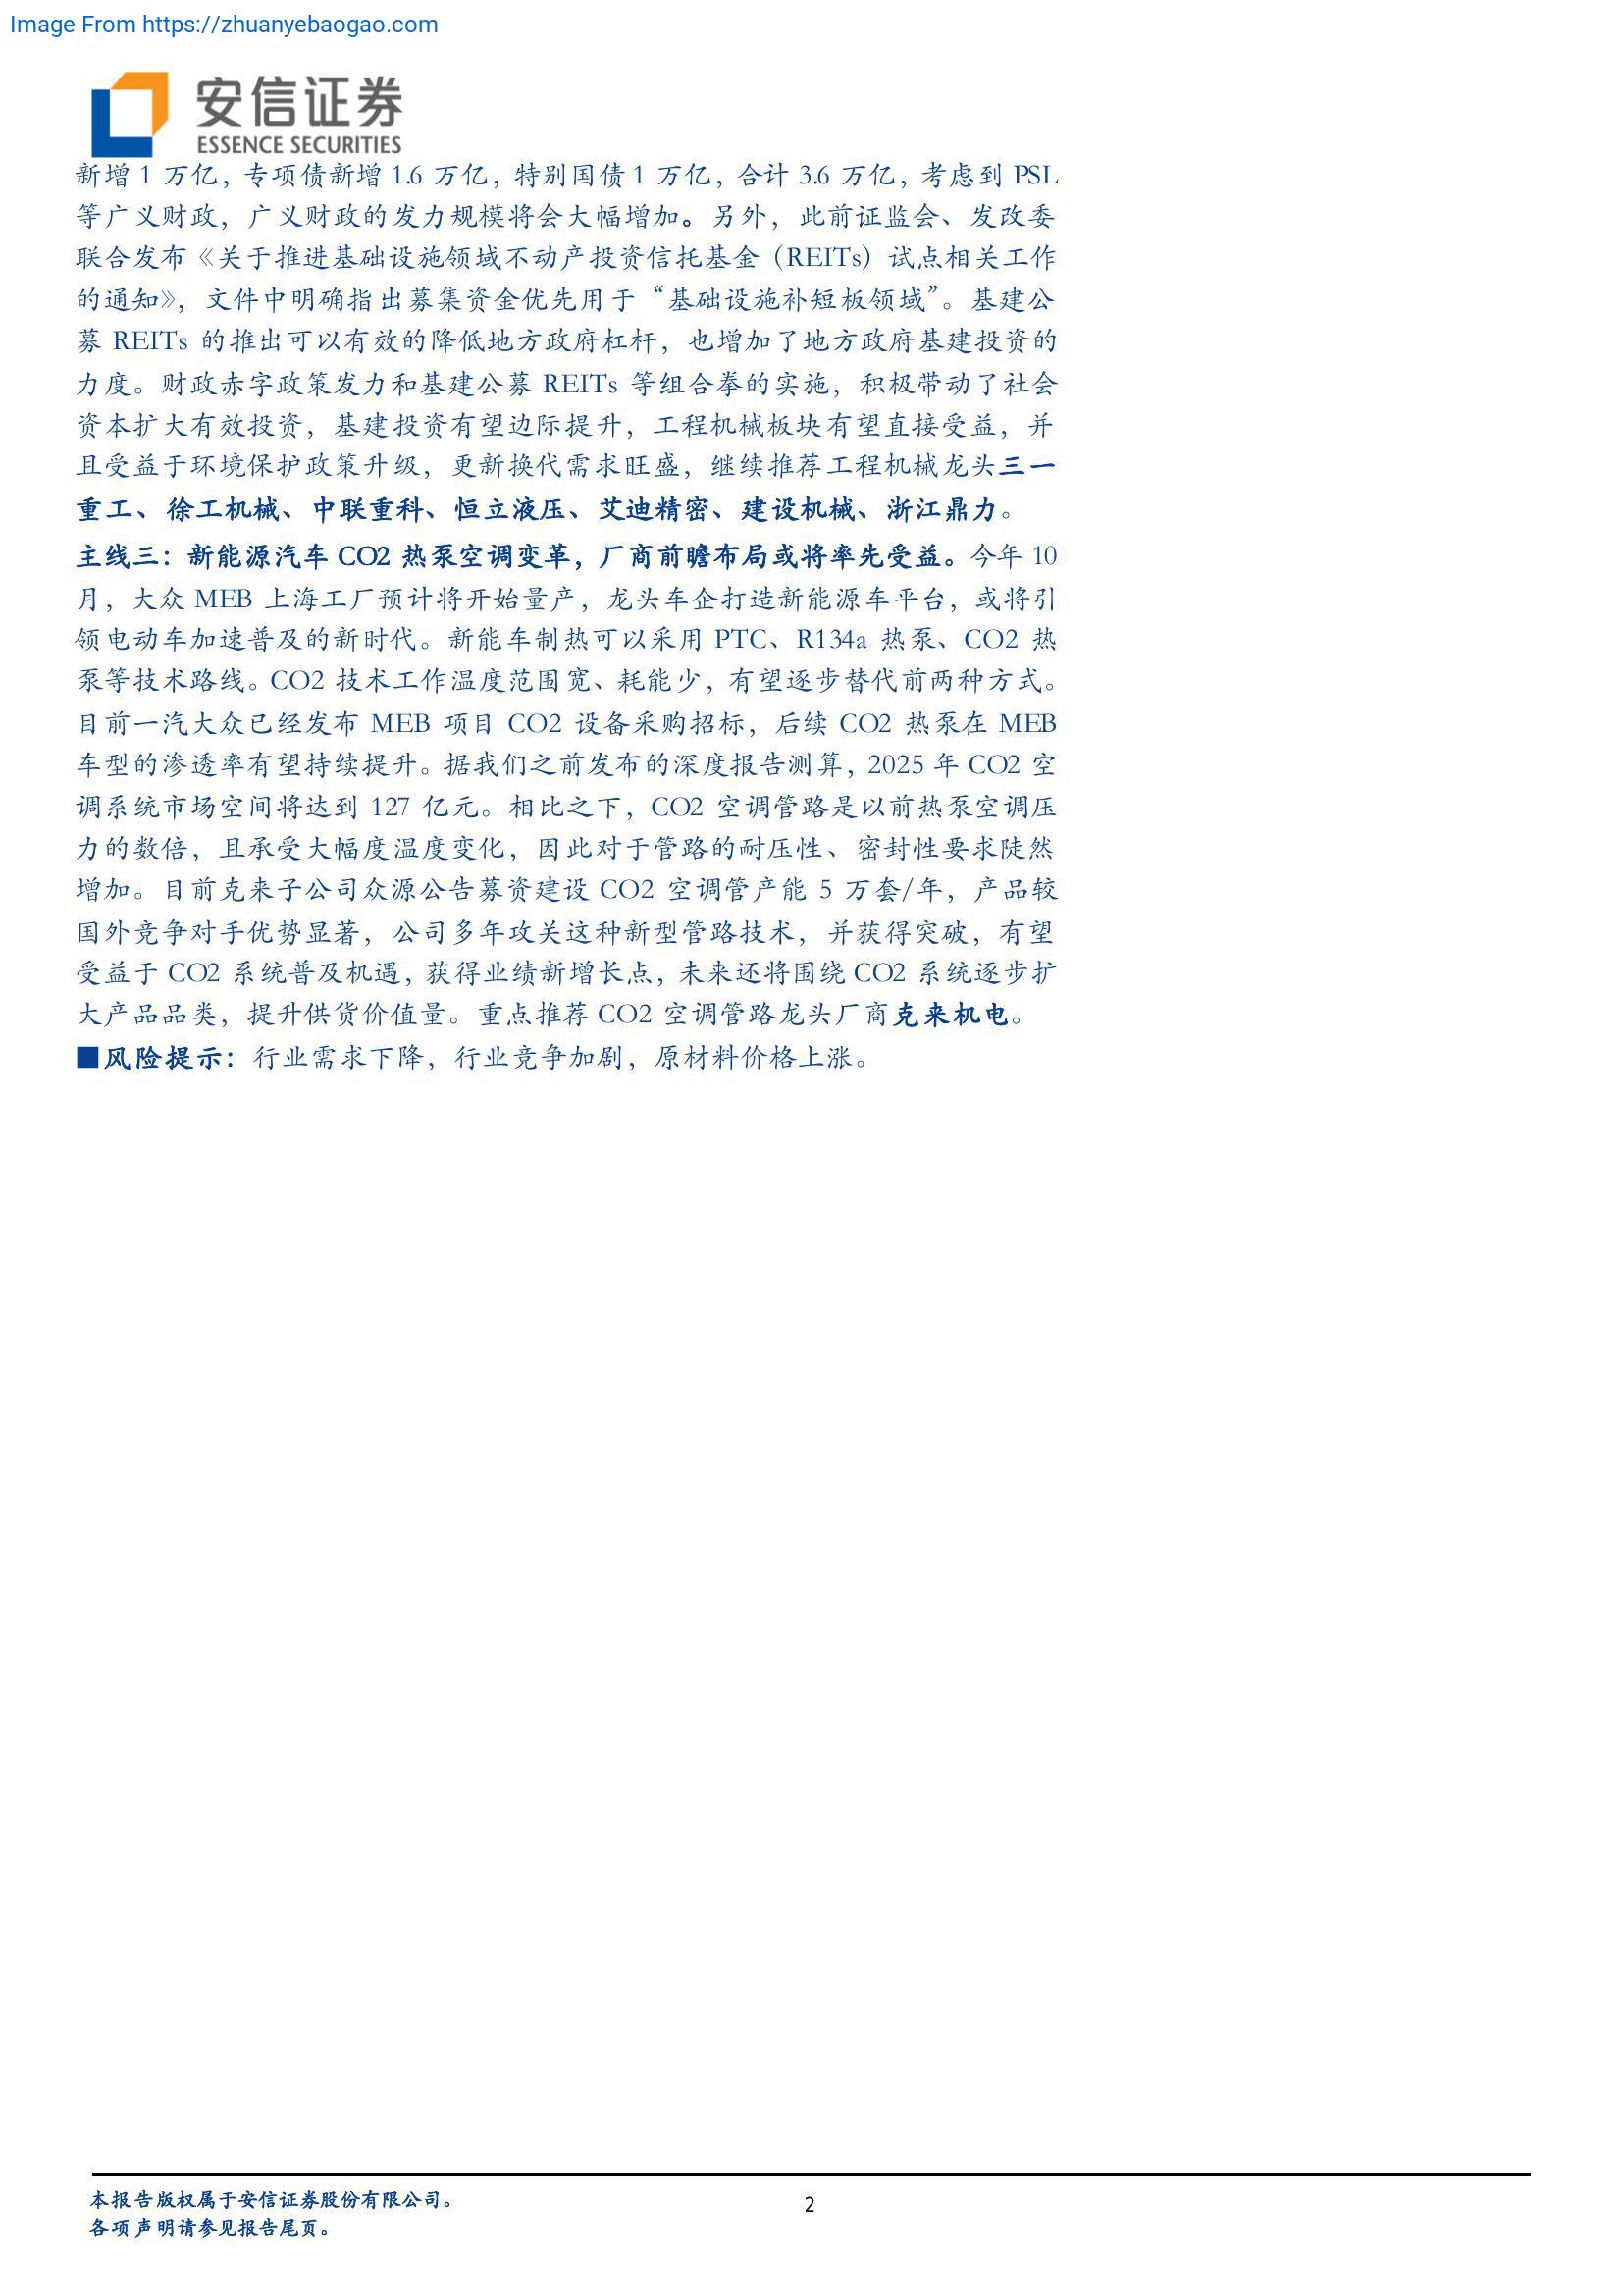 Image From https://zhuanyebaogao.com
安信证券
ESSENCE SECURITIES
新增 1 万亿，专项债新增 1.6 万亿，特别国债 1 万亿，合计 3.6 万亿，考虑到 PSL
等广义财政，广义财政的发力规模将会大幅增加。另外，此前证监会、发改委
联合发布《关于推进基础设施领域不动产投资信托基金（REITs）试点相关工作
的通知》，文件中明确指出募集资金优先用于“基础设施补短板领域”。基建公
募 REITs 的推出可以有效的降低地方政府杠杆，也增加了地方政府基建投资的
力度。财政赤字政策发力和基建公募 REITs 等组合拳的实施，积极带动了社会
资本扩大有效投资，基建投资有望边际提升，工程机械板块有望直接受益，并
且受益于环境保护政策升级，更新换代需求旺盛，继续推荐工程机械龙头三一
重工、徐工机械、中联重科、恒立液压、艾迪精密、建设机械、浙江鼎力。
主线三：新能源汽车 CO2 热泵空调变革，厂商前瞻布局或将率先受益。今年 10
月，大众 MEB 上海工厂预计将开始量产，龙头车企打造新能源车平台，或将引
领电动车加速普及的新时代。新能车制热可以采用 PTC、R134a 热泵、CO2 热
泵等技术路线。CO2 技术工作温度范围宽、耗能少，有望逐步替代前两种方式。
目前一汽大众已经发布 MEB 项目 CO2 设备采购招标，后续 CO2 热泵在 MEB
车型的渗透率有望持续提升。据我们之前发布的深度报告测算，2025 年 CO2 空
调系统市场空间将达到 127 亿元。相比之下，CO2 空调管路是以前热泵空调压
力的数倍，且承受大幅度温度变化，因此对于管路的耐压性、密封性要求陡然
增加。目前克来子公司众源公告募资建设 CO2 空调管产能 5 万套/年，产品较
国外竞争对手优势显著，公司多年攻关这种新型管路技术，并获得突破，有望
受益于 CO2 系统普及机遇，获得业绩新增长点，未来还将围绕 CO2 系统逐步扩
大产品品类，提升供货价值量。重点推荐 CO2 空调管路龙头厂商克来机电。
■风险提示：行业需求下降，行业竞争加剧，原材料价格上涨。
本报告版权属于安信证券股份有限公司。
2
各项声明请参见报告尾页。